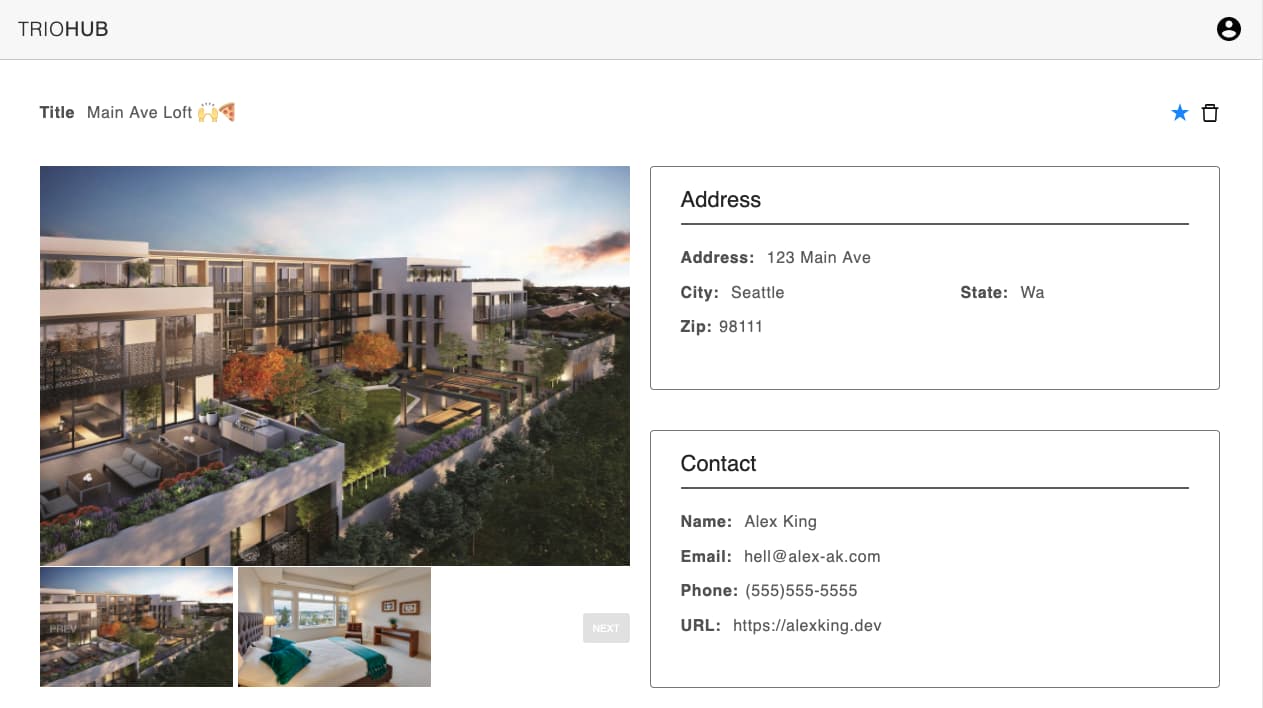 TRIOHUB
Title Main Ave Loft 🙌🍕
Address
Address: 123 Main Ave
City: Seattle State: Wa
Zip: 98111
Contact
Name: Alex King
Email: hell@alex-ak.com
Phone: (555)555-5555
URL: https://alexking.dev
PREV
NEXT